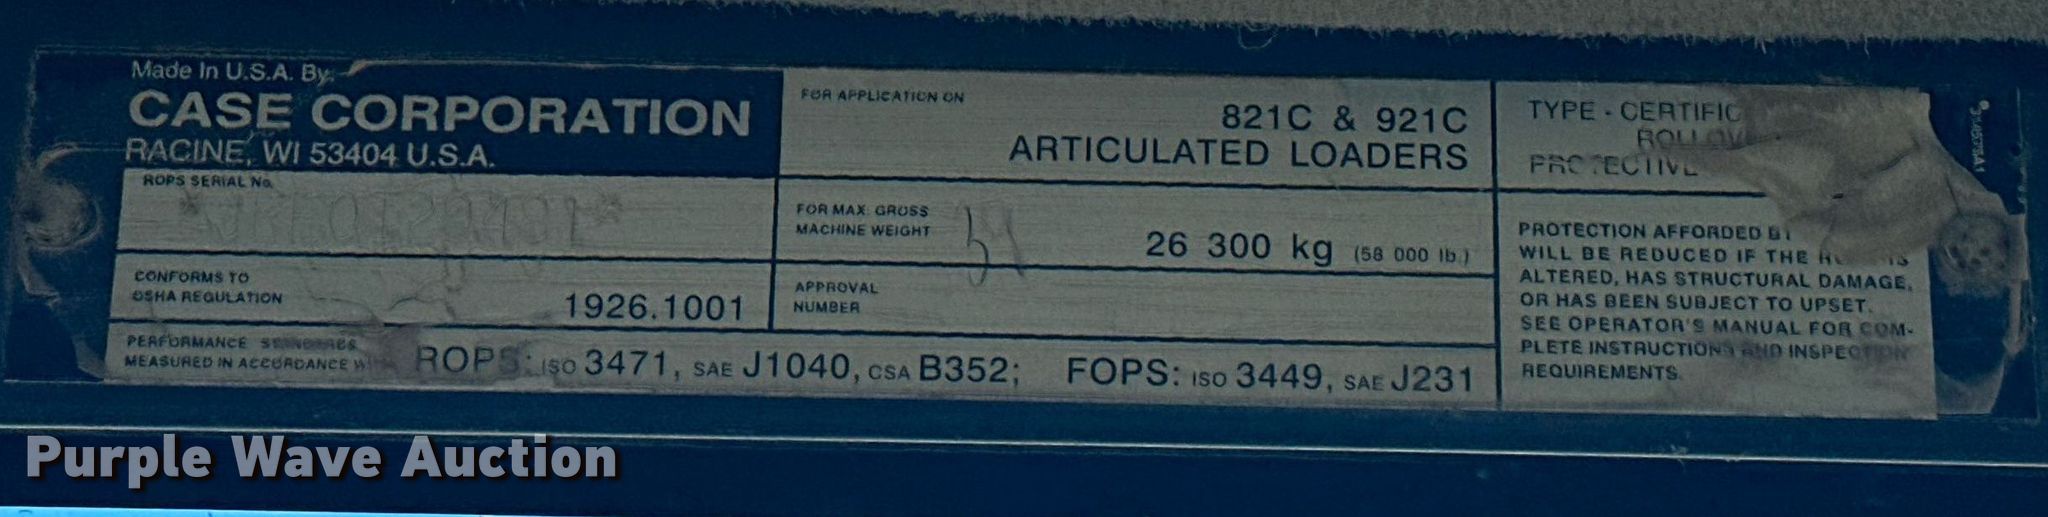 Made In U.S.A. By:
CASE CORPORATION
RACINE, WI 53404 U.S.A.
ROPS SERIAL No.
CONFORMS TO
OSHA REGULATION
1926.1001
FOR APPLICATION ON
821C & 921C
ARTICULATED LOADERS
FOR MAX. GROSS
MACHINE WEIGHT
26 300 kg (58 000 lb.)
APPROVAL
NUMBER
PERFORMANCE
MEASURED IN ACCORDANCE
ROPS: ISO 3471, SAE J1040, CSA B352; FOPS: ISO 3449, SAE J231
TYPE - CERTIFIC
ROLLOV
PROTECTIVE
PROTECTION AFFORDED
WILL BE REDUCED IF THE
ALTERED, HAS STRUCTURAL DAMAGE,
OR HAS BEEN SUBJECT TO UPSET.
SEE OPERATOR'S MANUAL FOR COM-
PLETE INSTRUCTIONS AND INSPECTION
REQUIREMENTS.
Purple Wave Auction